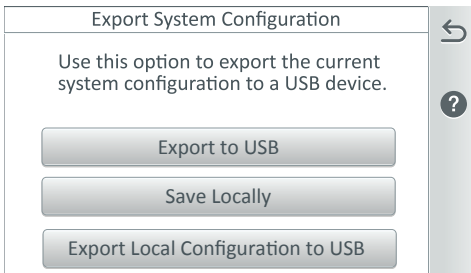 Export System Configuration
Use this option to export the current
system configuration to a USB device.
Export to USB
Save Locally
Export Local Configuration to USB
?